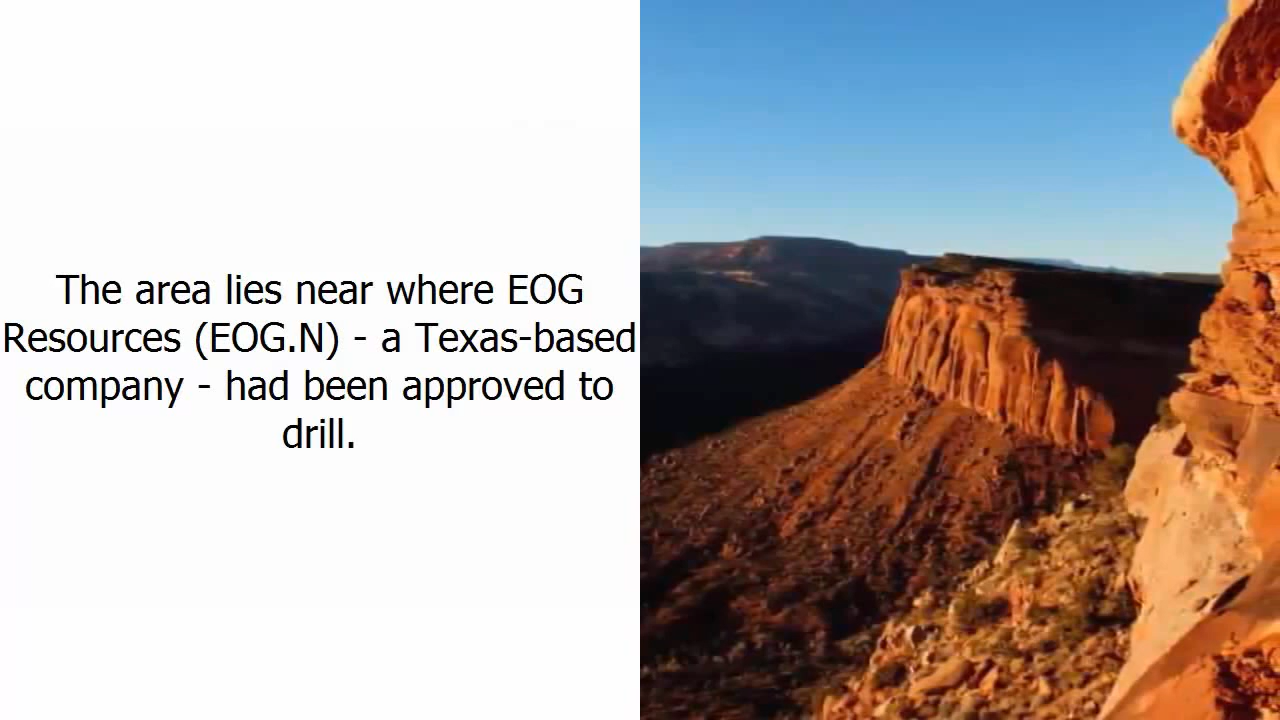 The area lies near where EOG
Resources (EOG.N) - a Texas-based
company - had been approved to
drill.